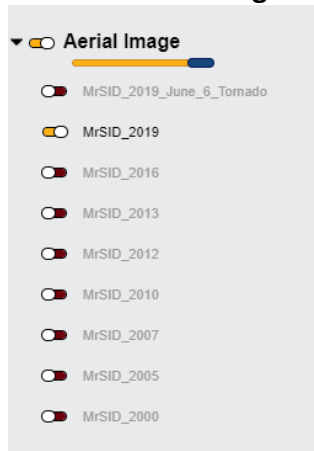 Aerial Image
MrSID_2019_June_6_Tornado
MrSID_2019
MrSID_2016
MrSID_2013
MrSID_2012
MrSID_2010
MrSID_2007
MrSID_2005
MrSID_2000